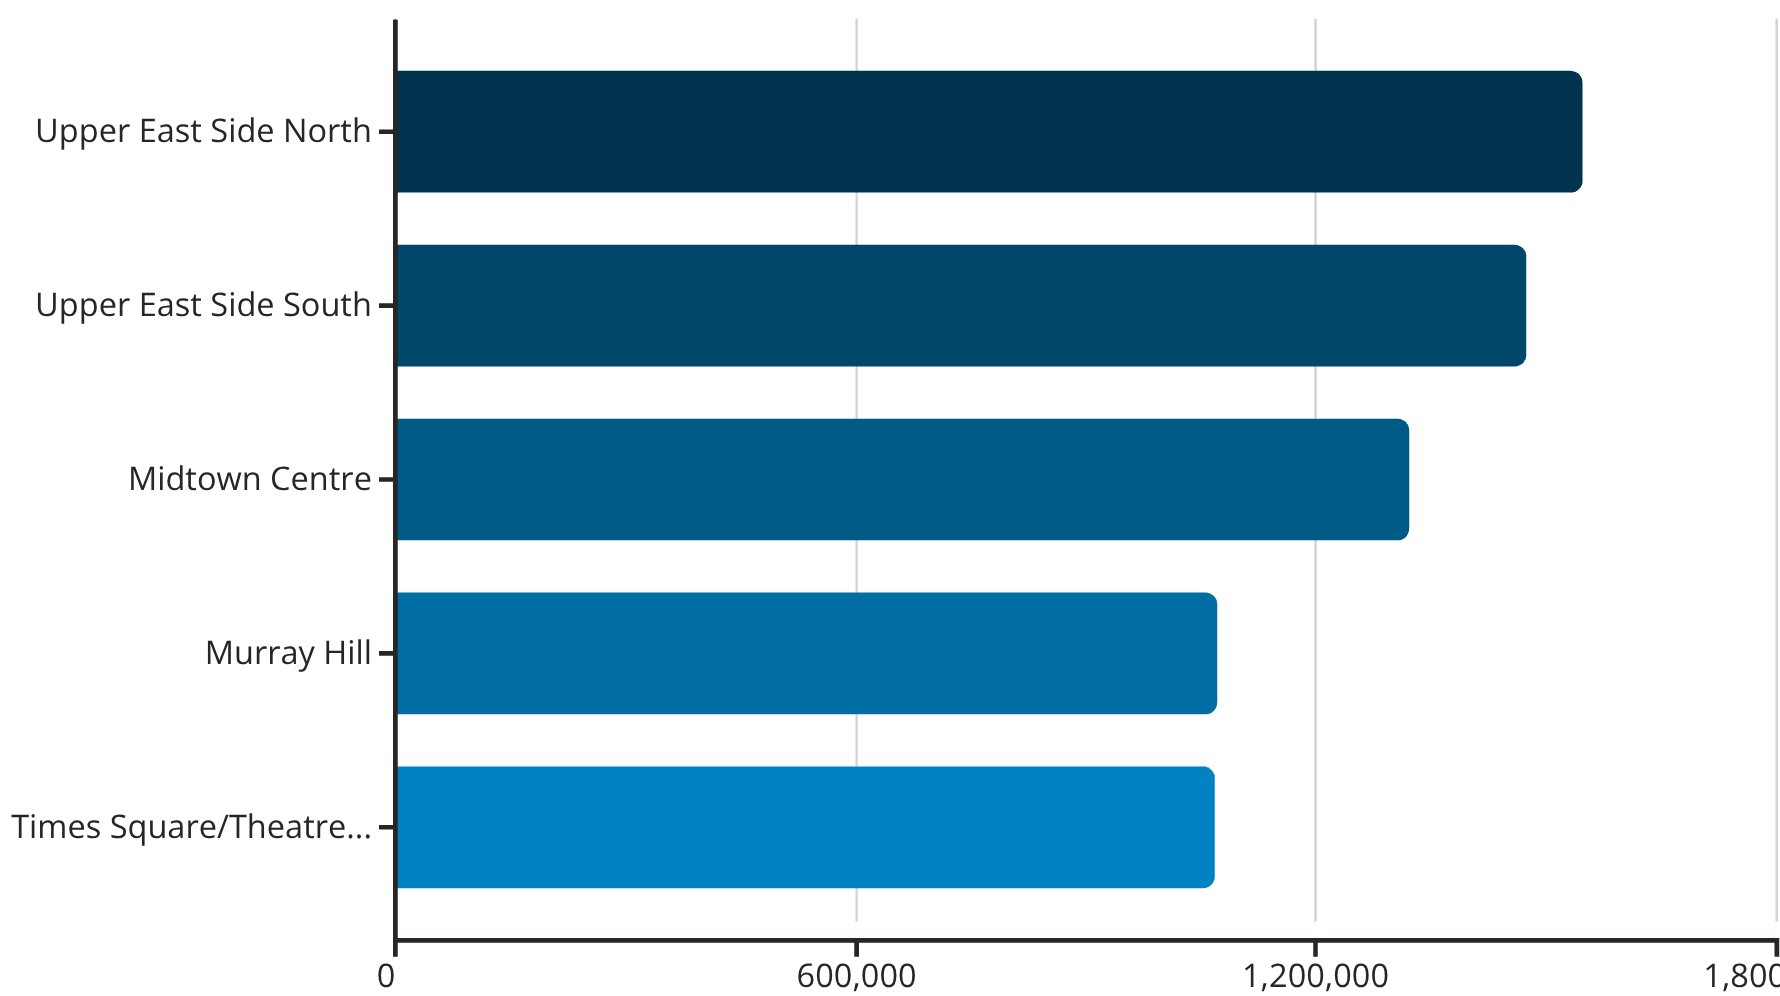 Upper East Side North
Upper East Side South
Midtown Centre
Murray Hill
Times Square/Theatre...
0 600,000 1,200,000